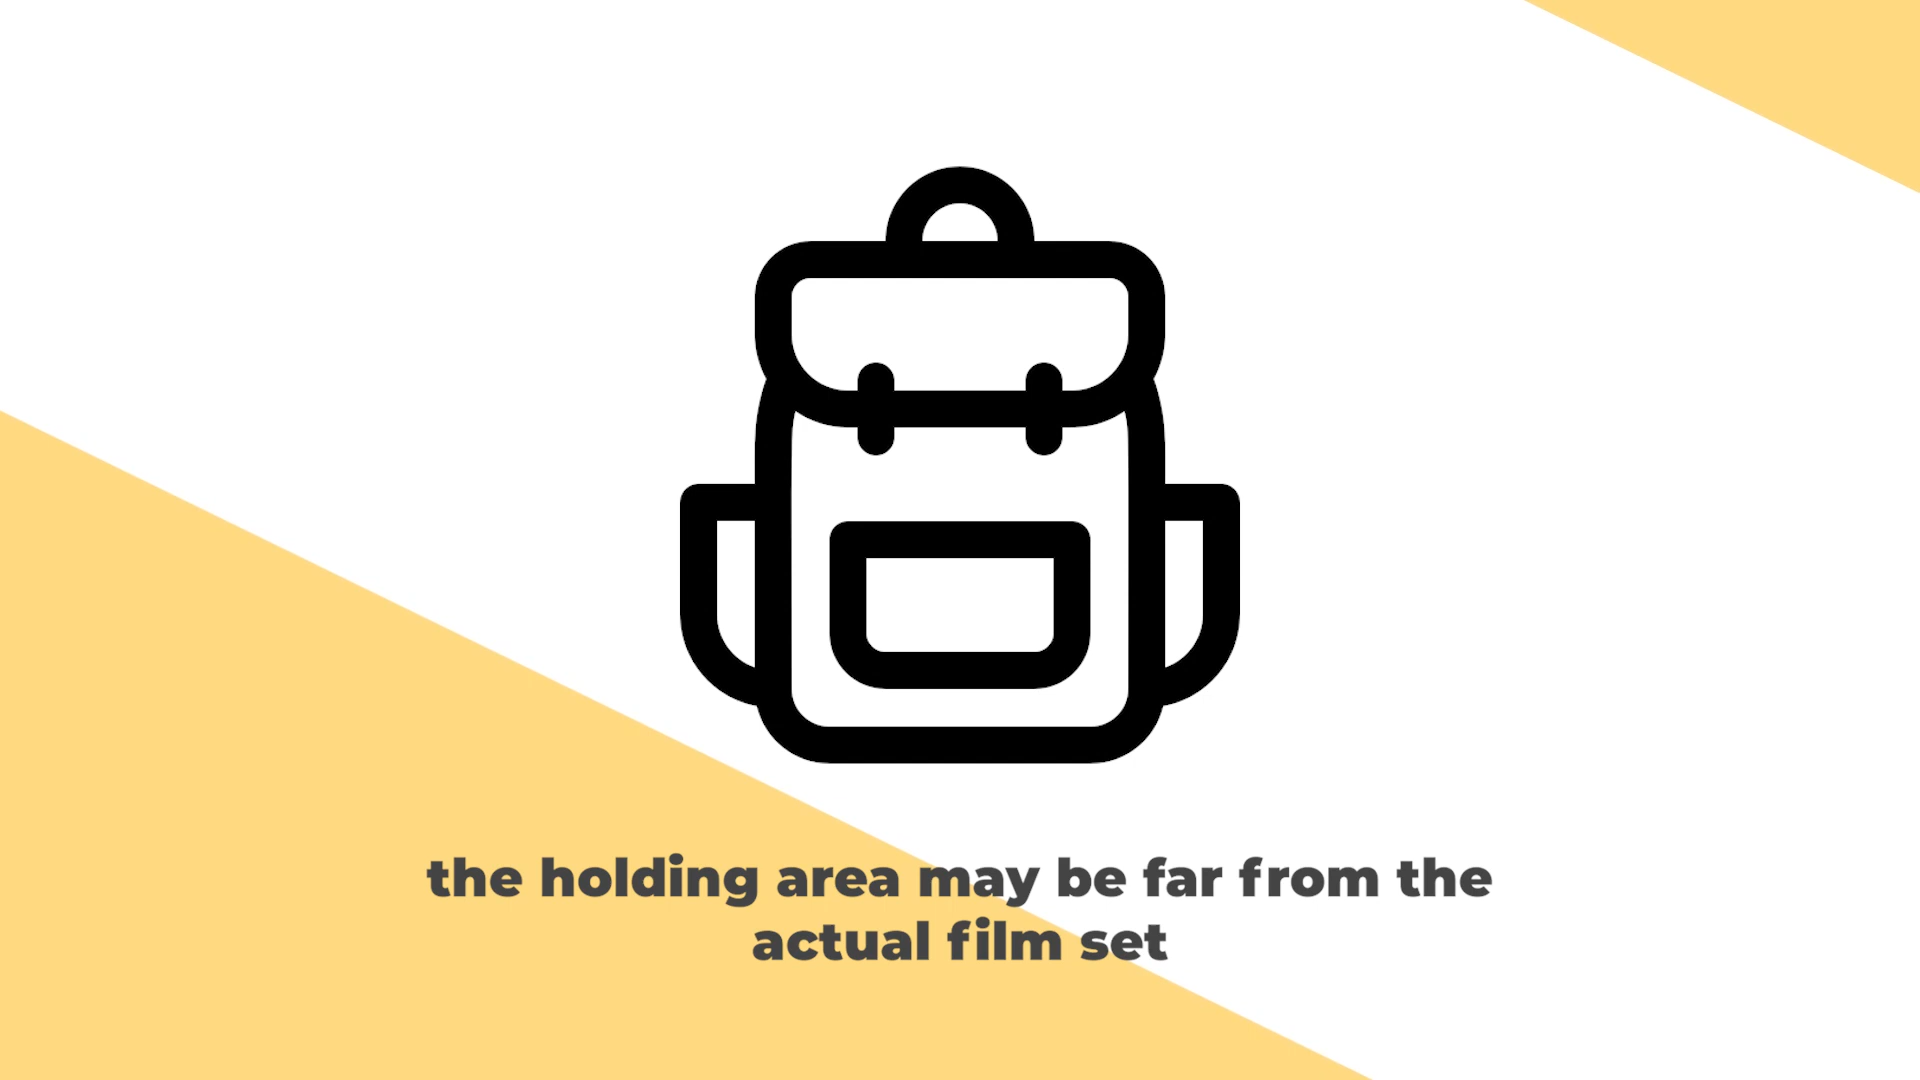 the holding area may be far from the
actual film set